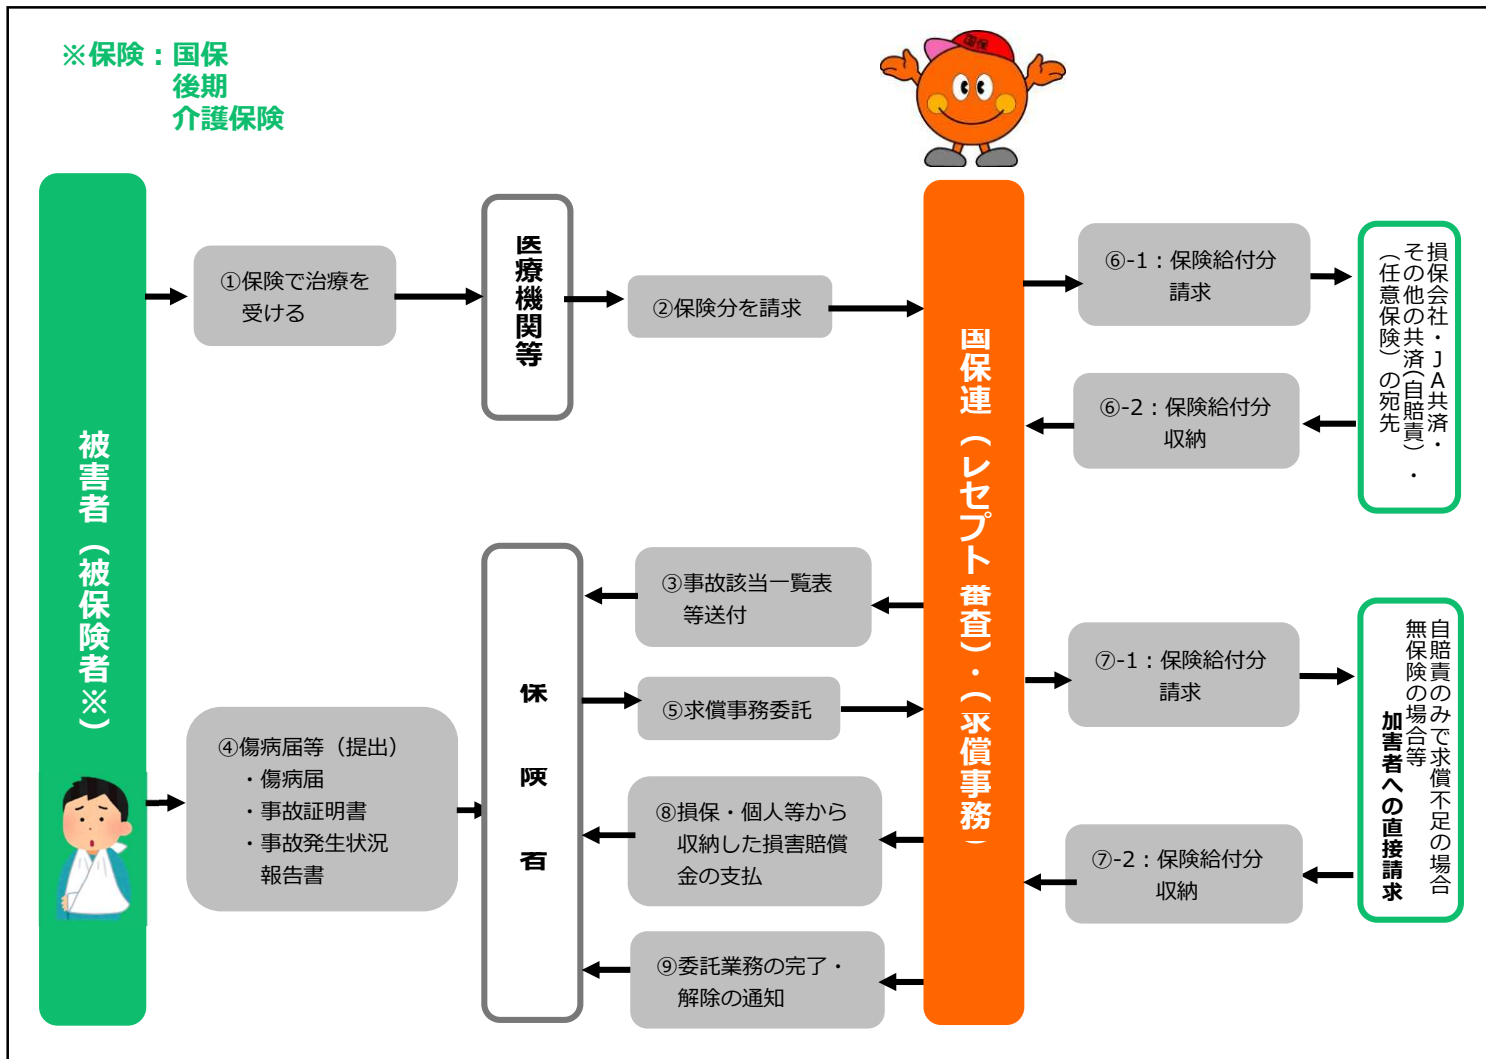 ※保険：国保
後期
介護保険
国保
被害者（被保険者※）
①保険で治療を
受ける
医療機関等
②保険分を請求
国保連（レセプト審査）・（求償事務）
⑥-1：保険給付分
請求
⑥-2：保険給付分
収納
損保会社・ＪＡ共済・
その他の共済(自賠責)・
（任意保険）の宛先
③事故該当一覧表
等送付
④傷病届等（提出）
・傷病届
・事故証明書
・事故発生状況
報告書
保険者
⑤求償事務委託
⑦-1：保険給付分
請求
⑦-2：保険給付分
収納
自賠責のみで求償不足の場合
無保険の場合等
加害者への直接請求
⑧損保・個人等から
収納した損害賠償
金の支払
⑨委託業務の完了・
解除の通知